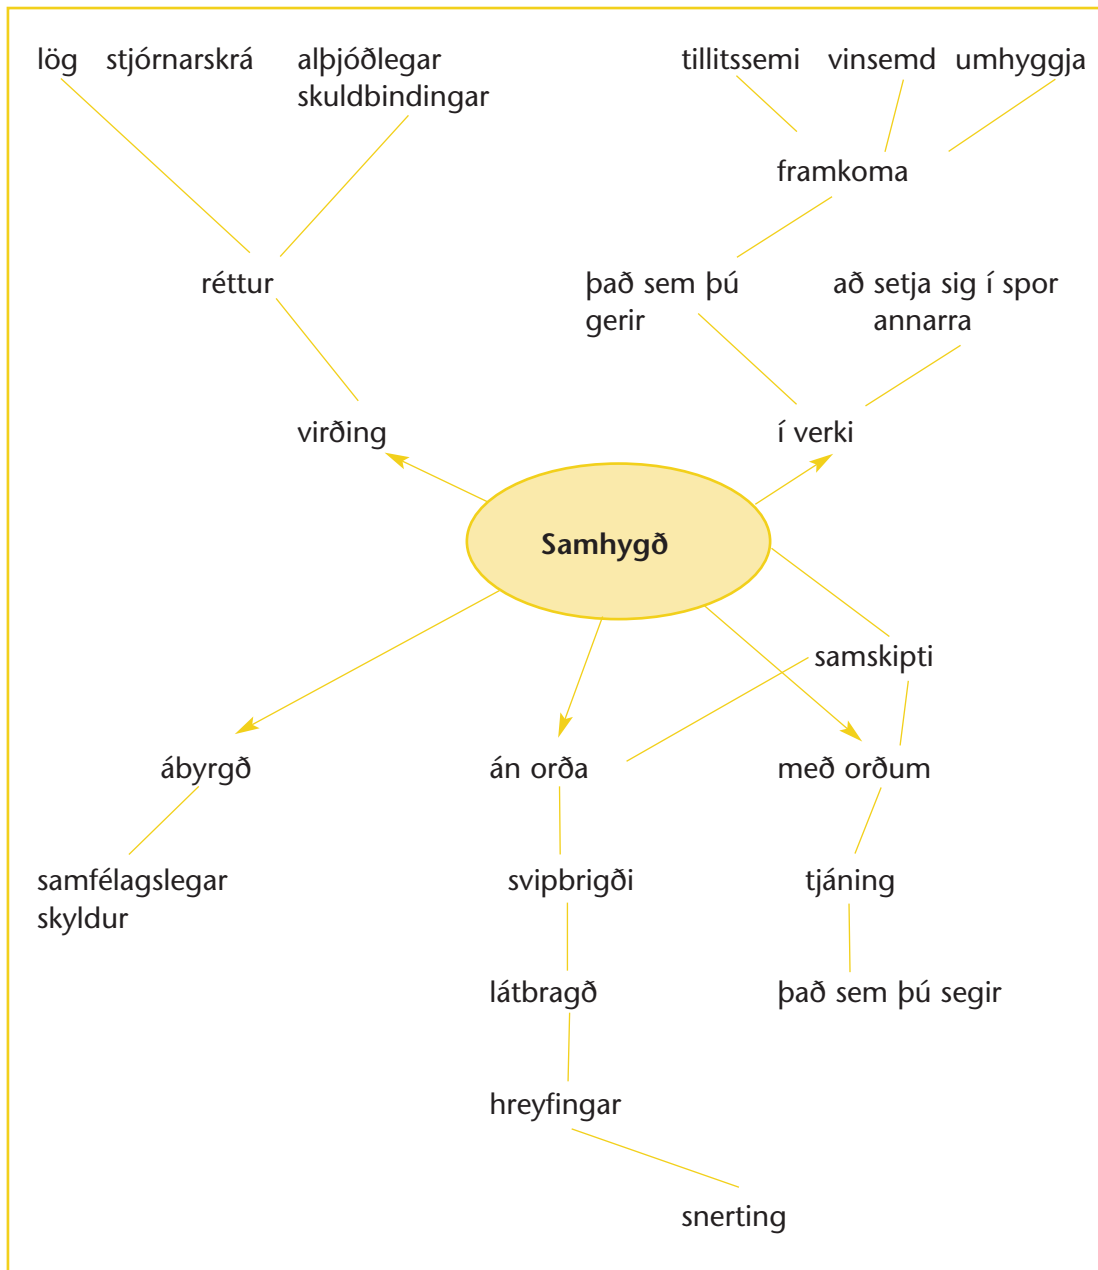 lög stjórnarskrá alþjóðlegar
skuldbindingar
tillitssemi vinsemd umhyggja
framkoma
réttur
það sem þú
gerir
að setja sig í spor
annarra
virðing
í verki
Samhygð
samskipti
ábyrgð
án orða
með orðum
samfélagslegar
skyldur
svipbrigði
tjáning
látbragð
það sem þú segir
hreyfingar
snerting